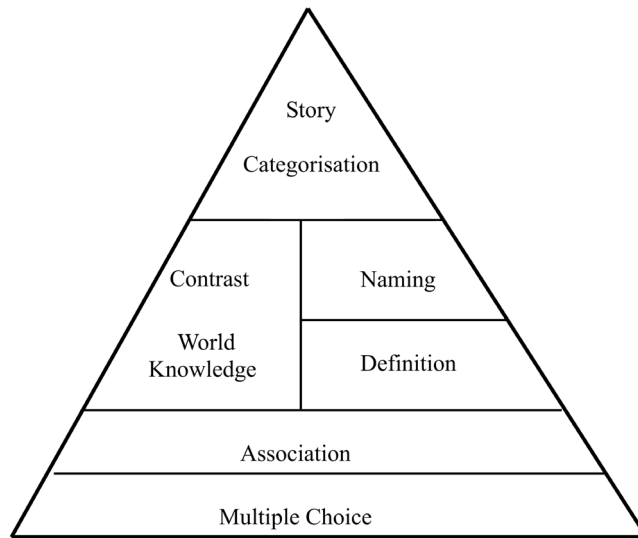 Story
Categorisation
Contrast
Naming
World
Knowledge
Definition
Association
Multiple Choice